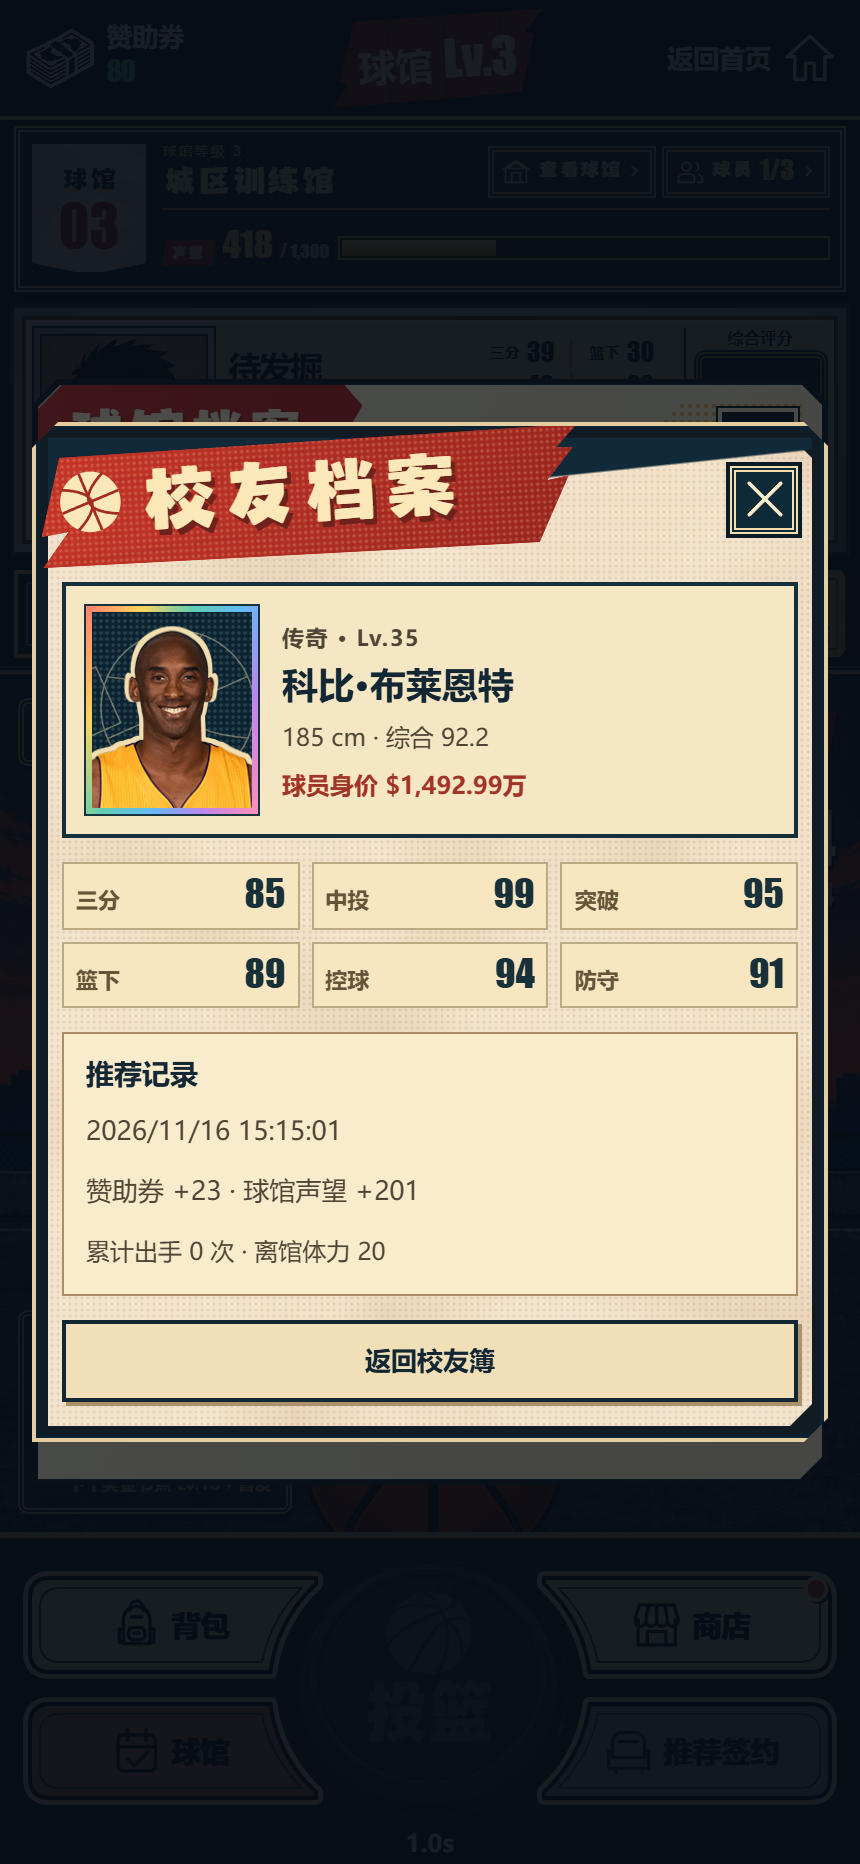 赞助券
80
球馆 Lv.3
返回首页
球馆
03
球馆等级 3
城区训练馆
查看球馆 ›
球员 1/3 ›
声望 418 / 1,300
待发掘
三分 39
篮下 30
综合评分
球馆档案
校友档案
传奇 • Lv.35
科比•布莱恩特
185 cm · 综合 92.2
球员身价 $1,492.99万
三分 85
中投 99
突破 95
篮下 89
控球 94
防守 91
推荐记录
2026/11/16 15:15:01
赞助券 +23 · 球馆声望 +201
累计出手 0 次 · 离馆体力 20
返回校友簿
背包
商店
投篮
球馆
推荐签约
1.0s